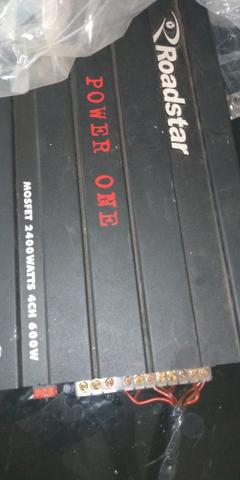 Roadstar
POWER ONE
MOSFET 2400WATTS 4CH 600W